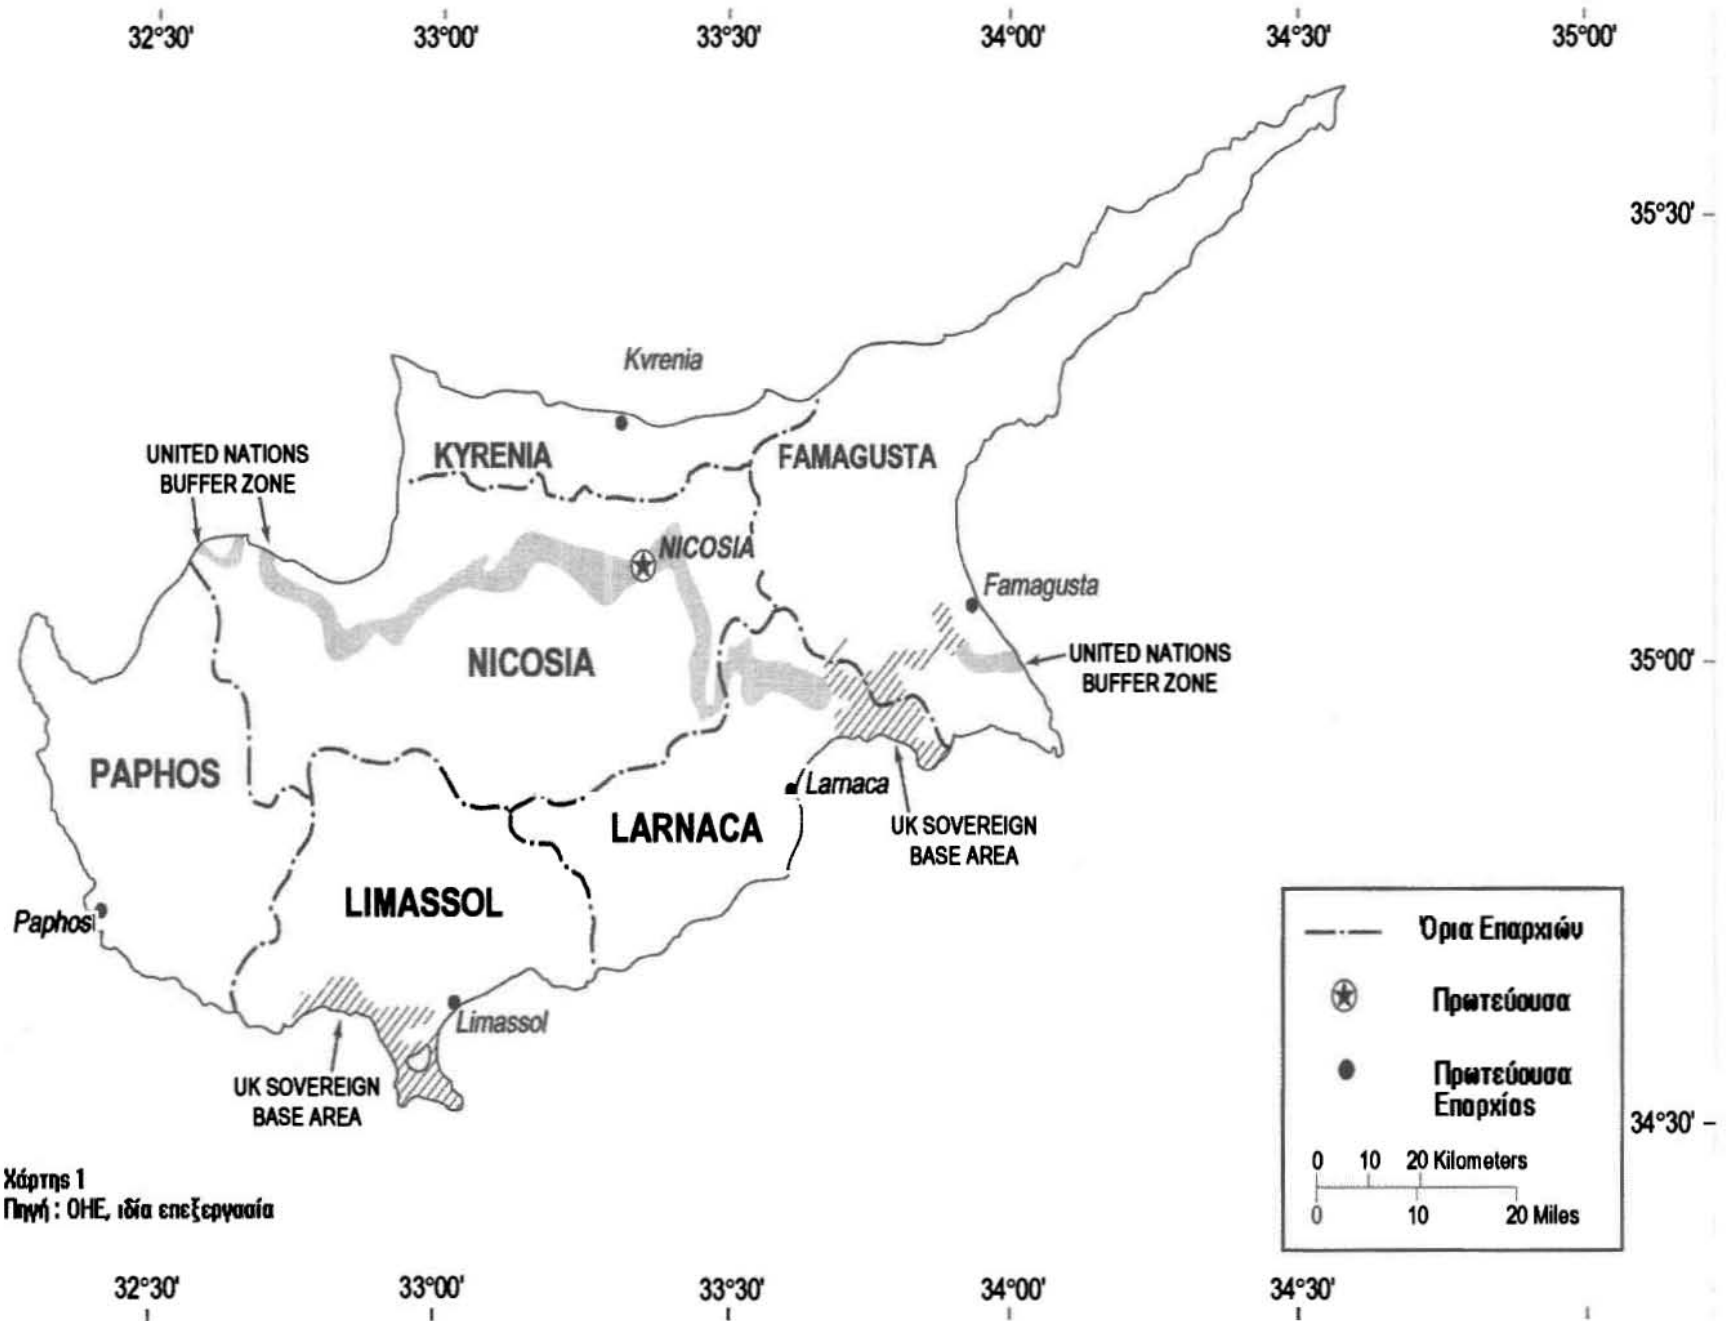 32°30' 33°00' 33°30' 34°00' 34°30' 35°00'
35°30'
Kyrenia
KYRENIA
FAMAGUSTA
UNITED NATIONS
BUFFER ZONE
NICOSIA
Famagusta
UNITED NATIONS
BUFFER ZONE
35°00'
NICOSIA
PAPHOS
Larnaca
LARNACA
UK SOVEREIGN
BASE AREA
LIMASSOL
Paphos
Limassol
UK SOVEREIGN
BASE AREA
Όρια Επαρχιών
Πρωτεύουσα
Πρωτεύουσα
Επαρχίας
0 10 20 Kilometers
0 10 20 Miles
34°30'
Χάρτης 1
Πηγή : ΟΗΕ, ιδία επεξεργασία
32°30' 33°00' 33°30' 34°00' 34°30'